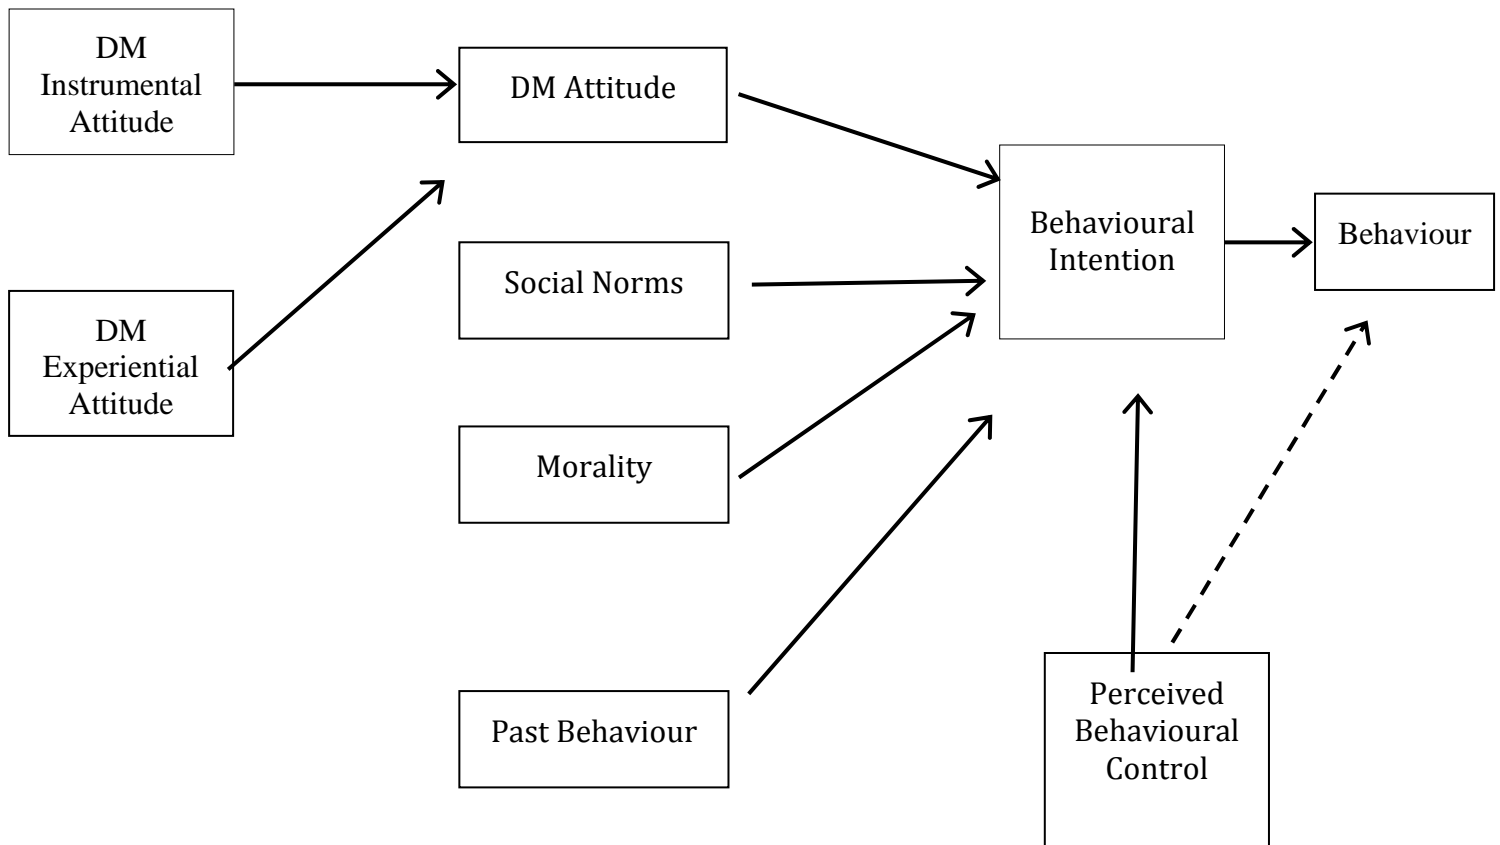 DM
Instrumental
Attitude
DM Attitude
Behavioural
Intention
Behaviour
Social Norms
DM
Experiential
Attitude
Morality
Past Behaviour
Perceived
Behavioural
Control